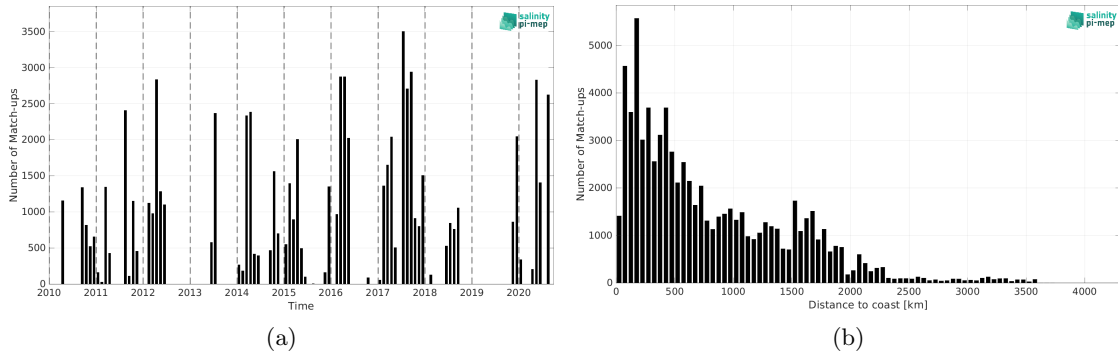 salinity
pi-mep
3500
3000
2500
2000
1500
1000
500
0
Number of Match-ups
2010 2011 2012 2013 2014 2015 2016 2017 2018 2019 2020
Time
(a)
salinity
pi-mep
5000
4000
3000
2000
1000
0
Number of Match-ups
0 500 1000 1500 2000 2500 3000 3500 4000
Distance to coast [km]
(b)